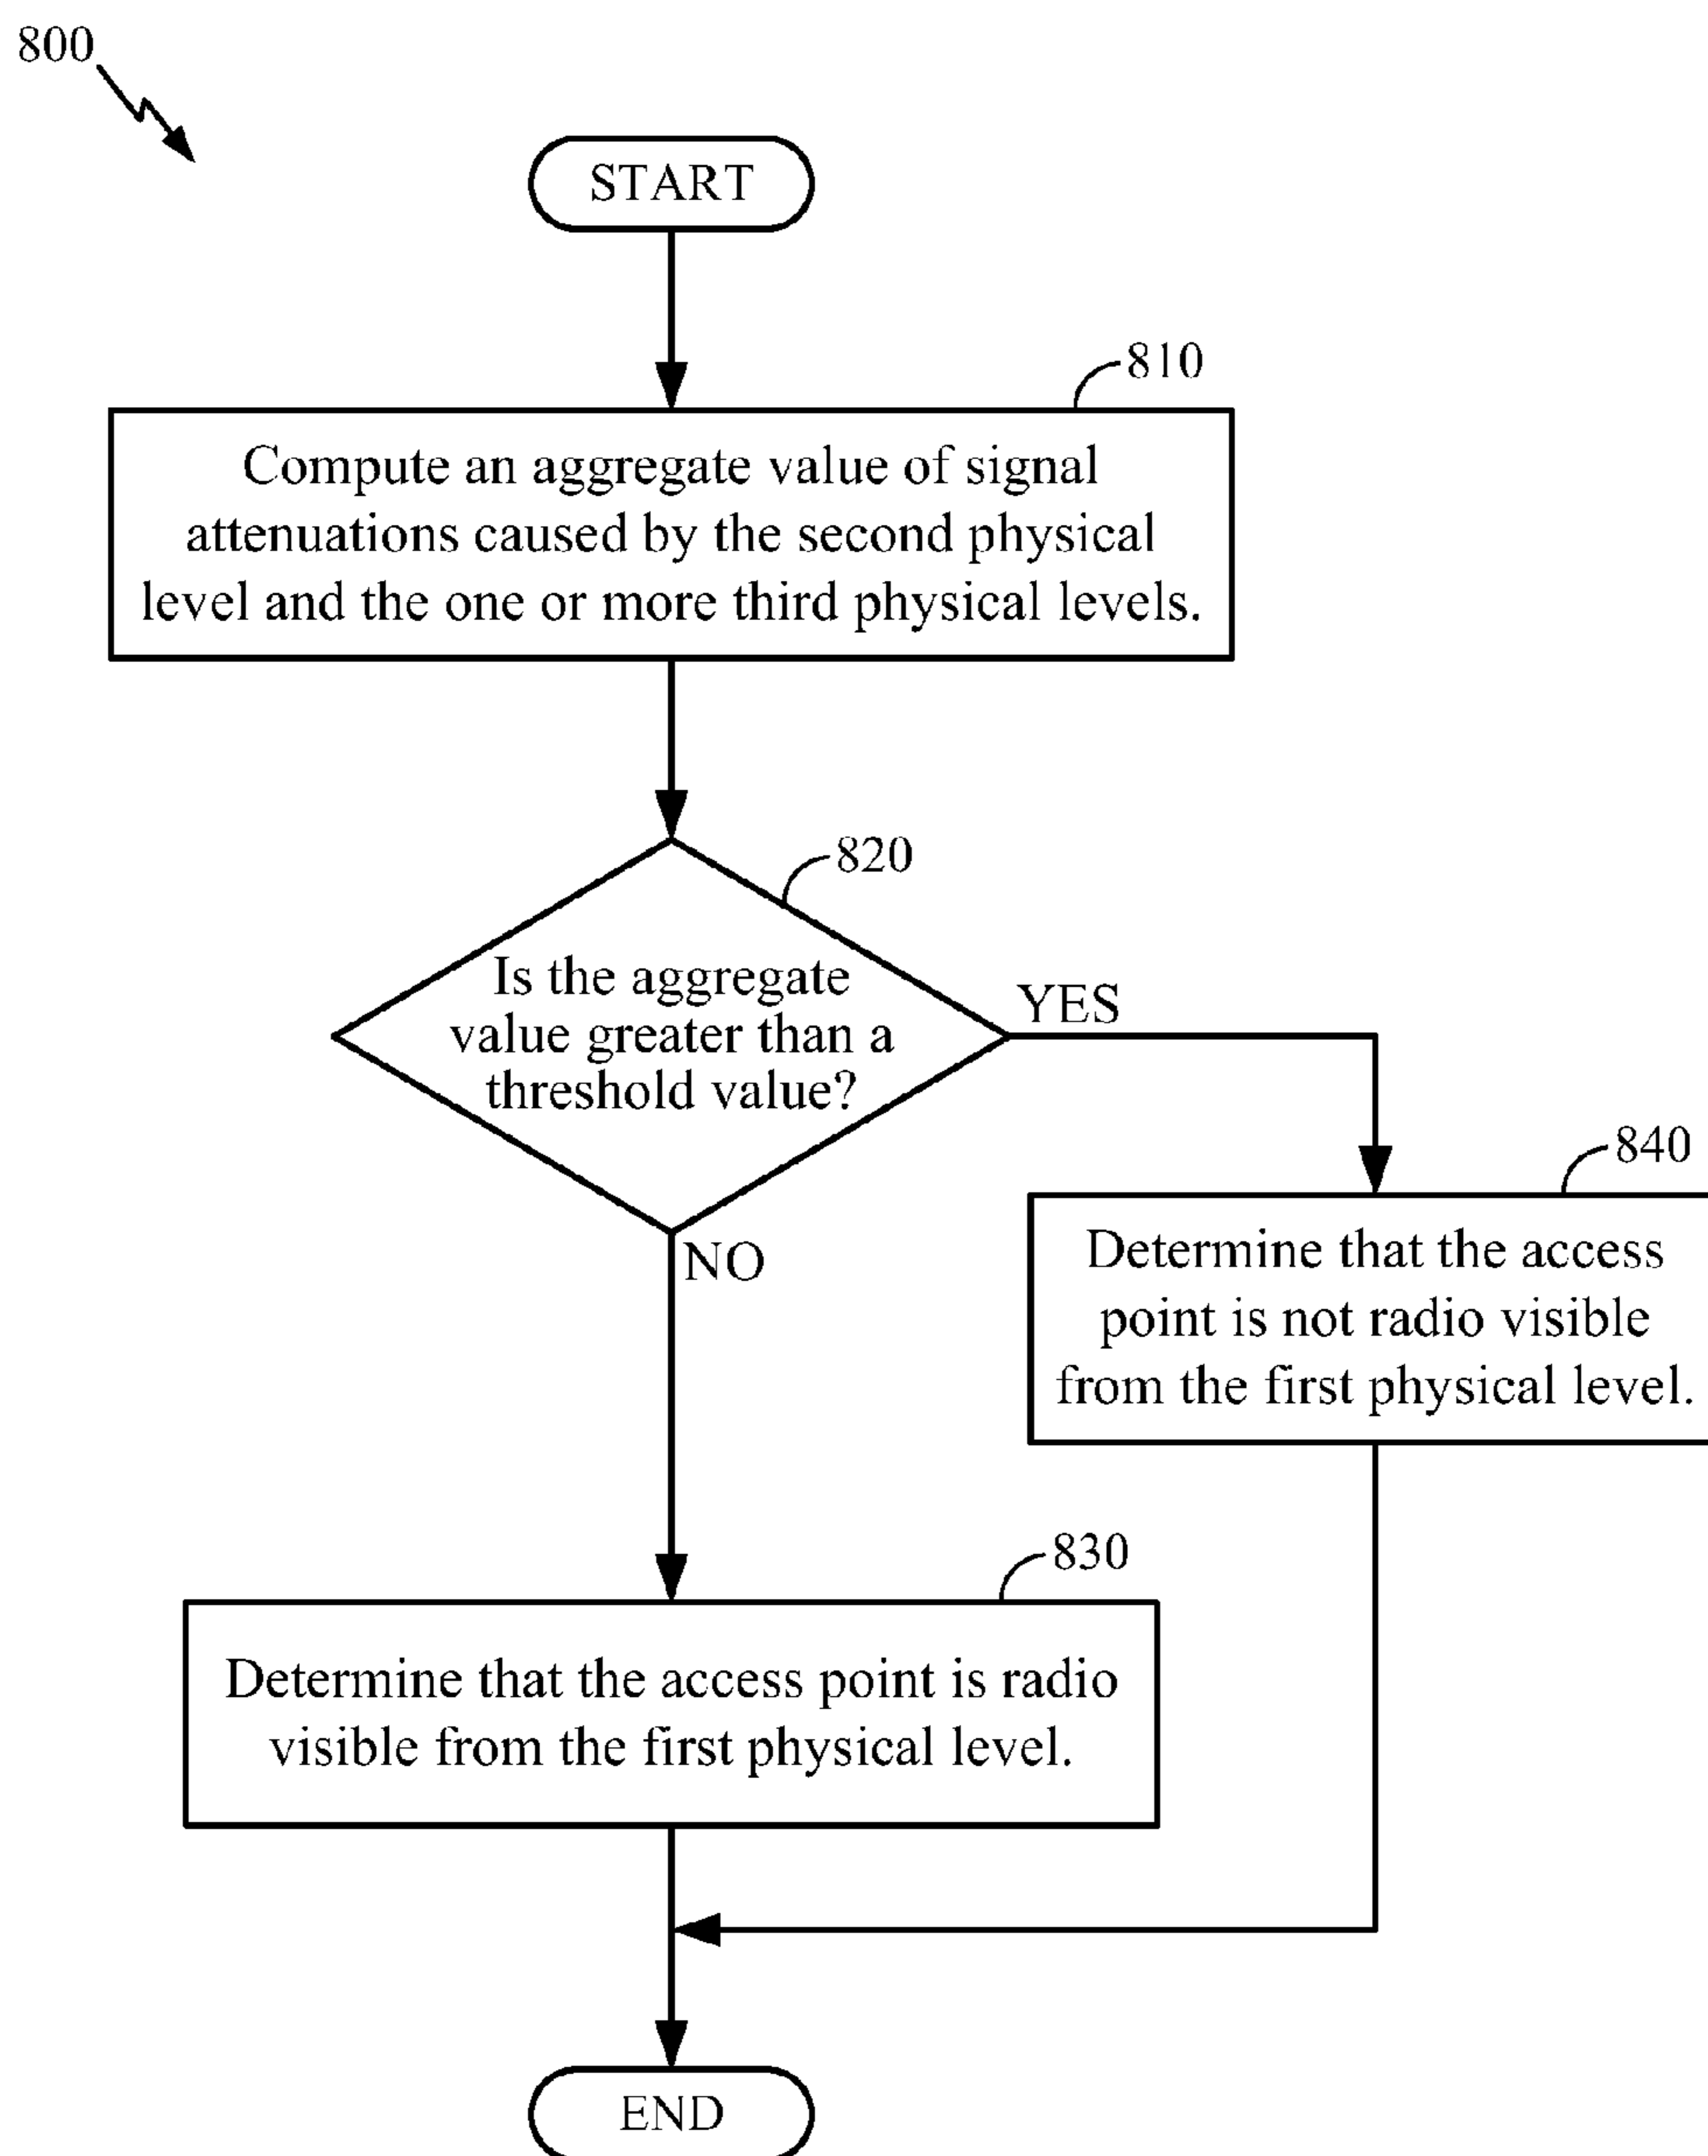 800
START
810
Compute an aggregate value of signal
attenuations caused by the second physical
level and the one or more third physical levels.
820
Is the aggregate
value greater than a
threshold value?
YES
NO
840
Determine that the access
point is not radio visible
from the first physical level.
830
Determine that the access point is radio
visible from the first physical level.
END